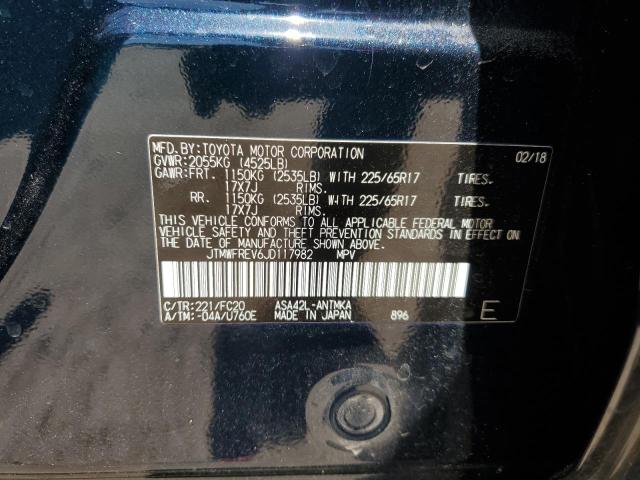 MFD. BY: TOYOTA MOTOR CORPORATION 02/18
GVWR: 2055KG (4525LB)
GAWR: FRT. 1150KG (2535LB) WITH 225/65R17 TIRES.
17X7J RIMS.
RR. 1150KG (2535LB) WITH 225/65R17 TIRES.
17X7J RIMS.
THIS VEHICLE CONFORMS TO ALL APPLICABLE FEDERAL MOTOR
VEHICLE SAFETY AND THEFT PREVENTION STANDARDS IN
EFFECT ON THE DATE OF MANUFACTURE SHOWN ABOVE.
JTMWFREV6JD117982 MPV
C/TR: 221/FC20 ASA42L-ANTMKA
A/TM: -04A/U760E MADE IN JAPAN 896 E